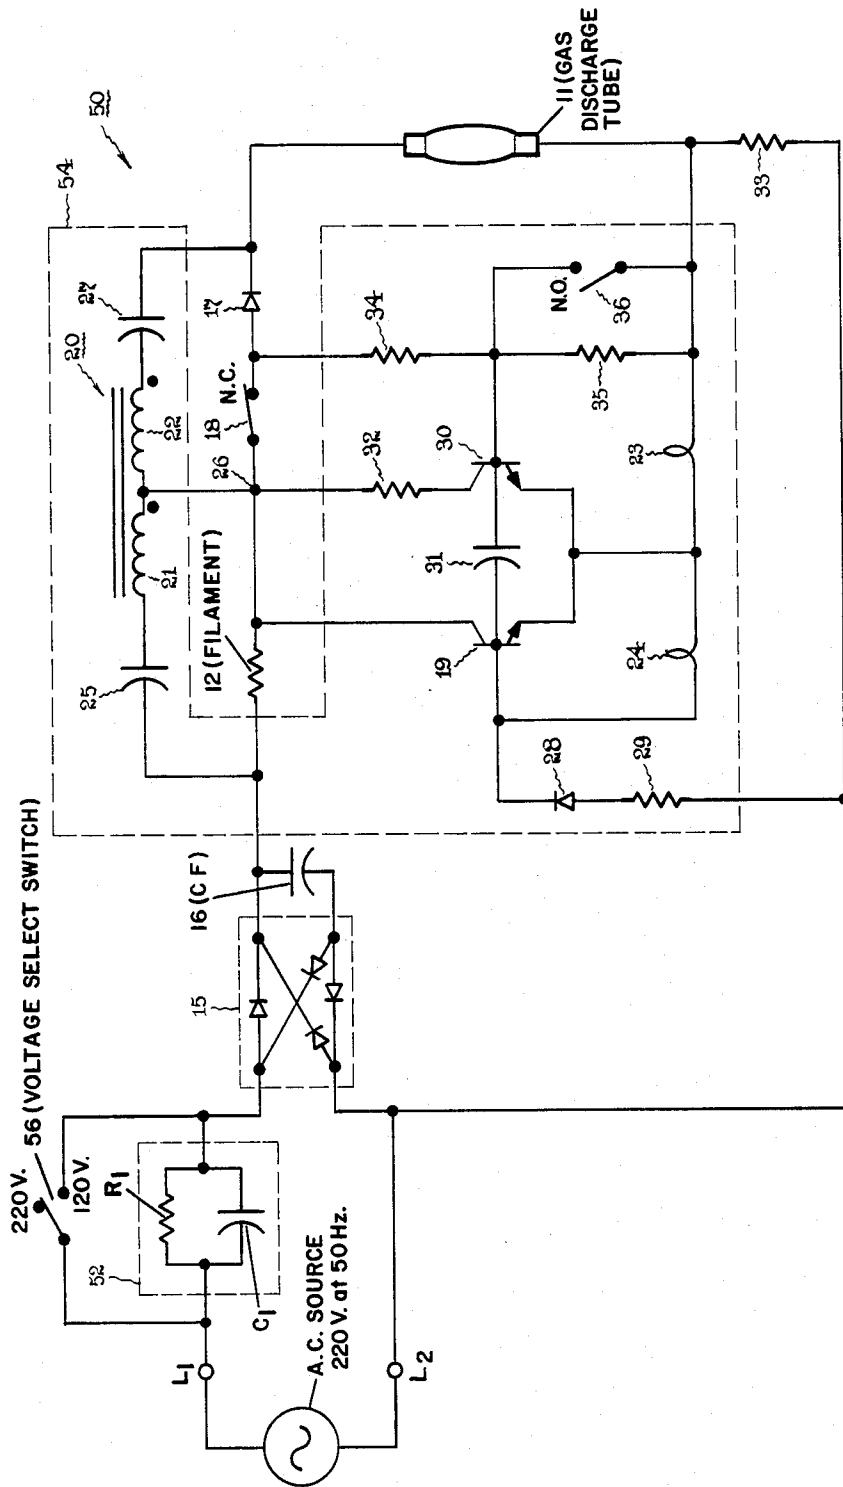 50
54
20
27
22
21
25
17
N.C.
18
26
12 (FILAMENT)
11 (GAS
DISCHARGE
TUBE)
34
32
30
31
19
N.O.
36
35
33
23
24
28
29
56 (VOLTAGE SELECT SWITCH)
220 V.
120 V.
16 (C F)
15
R1
52
C1
L1
A.C. SOURCE
220 V. at 50 Hz.
L2